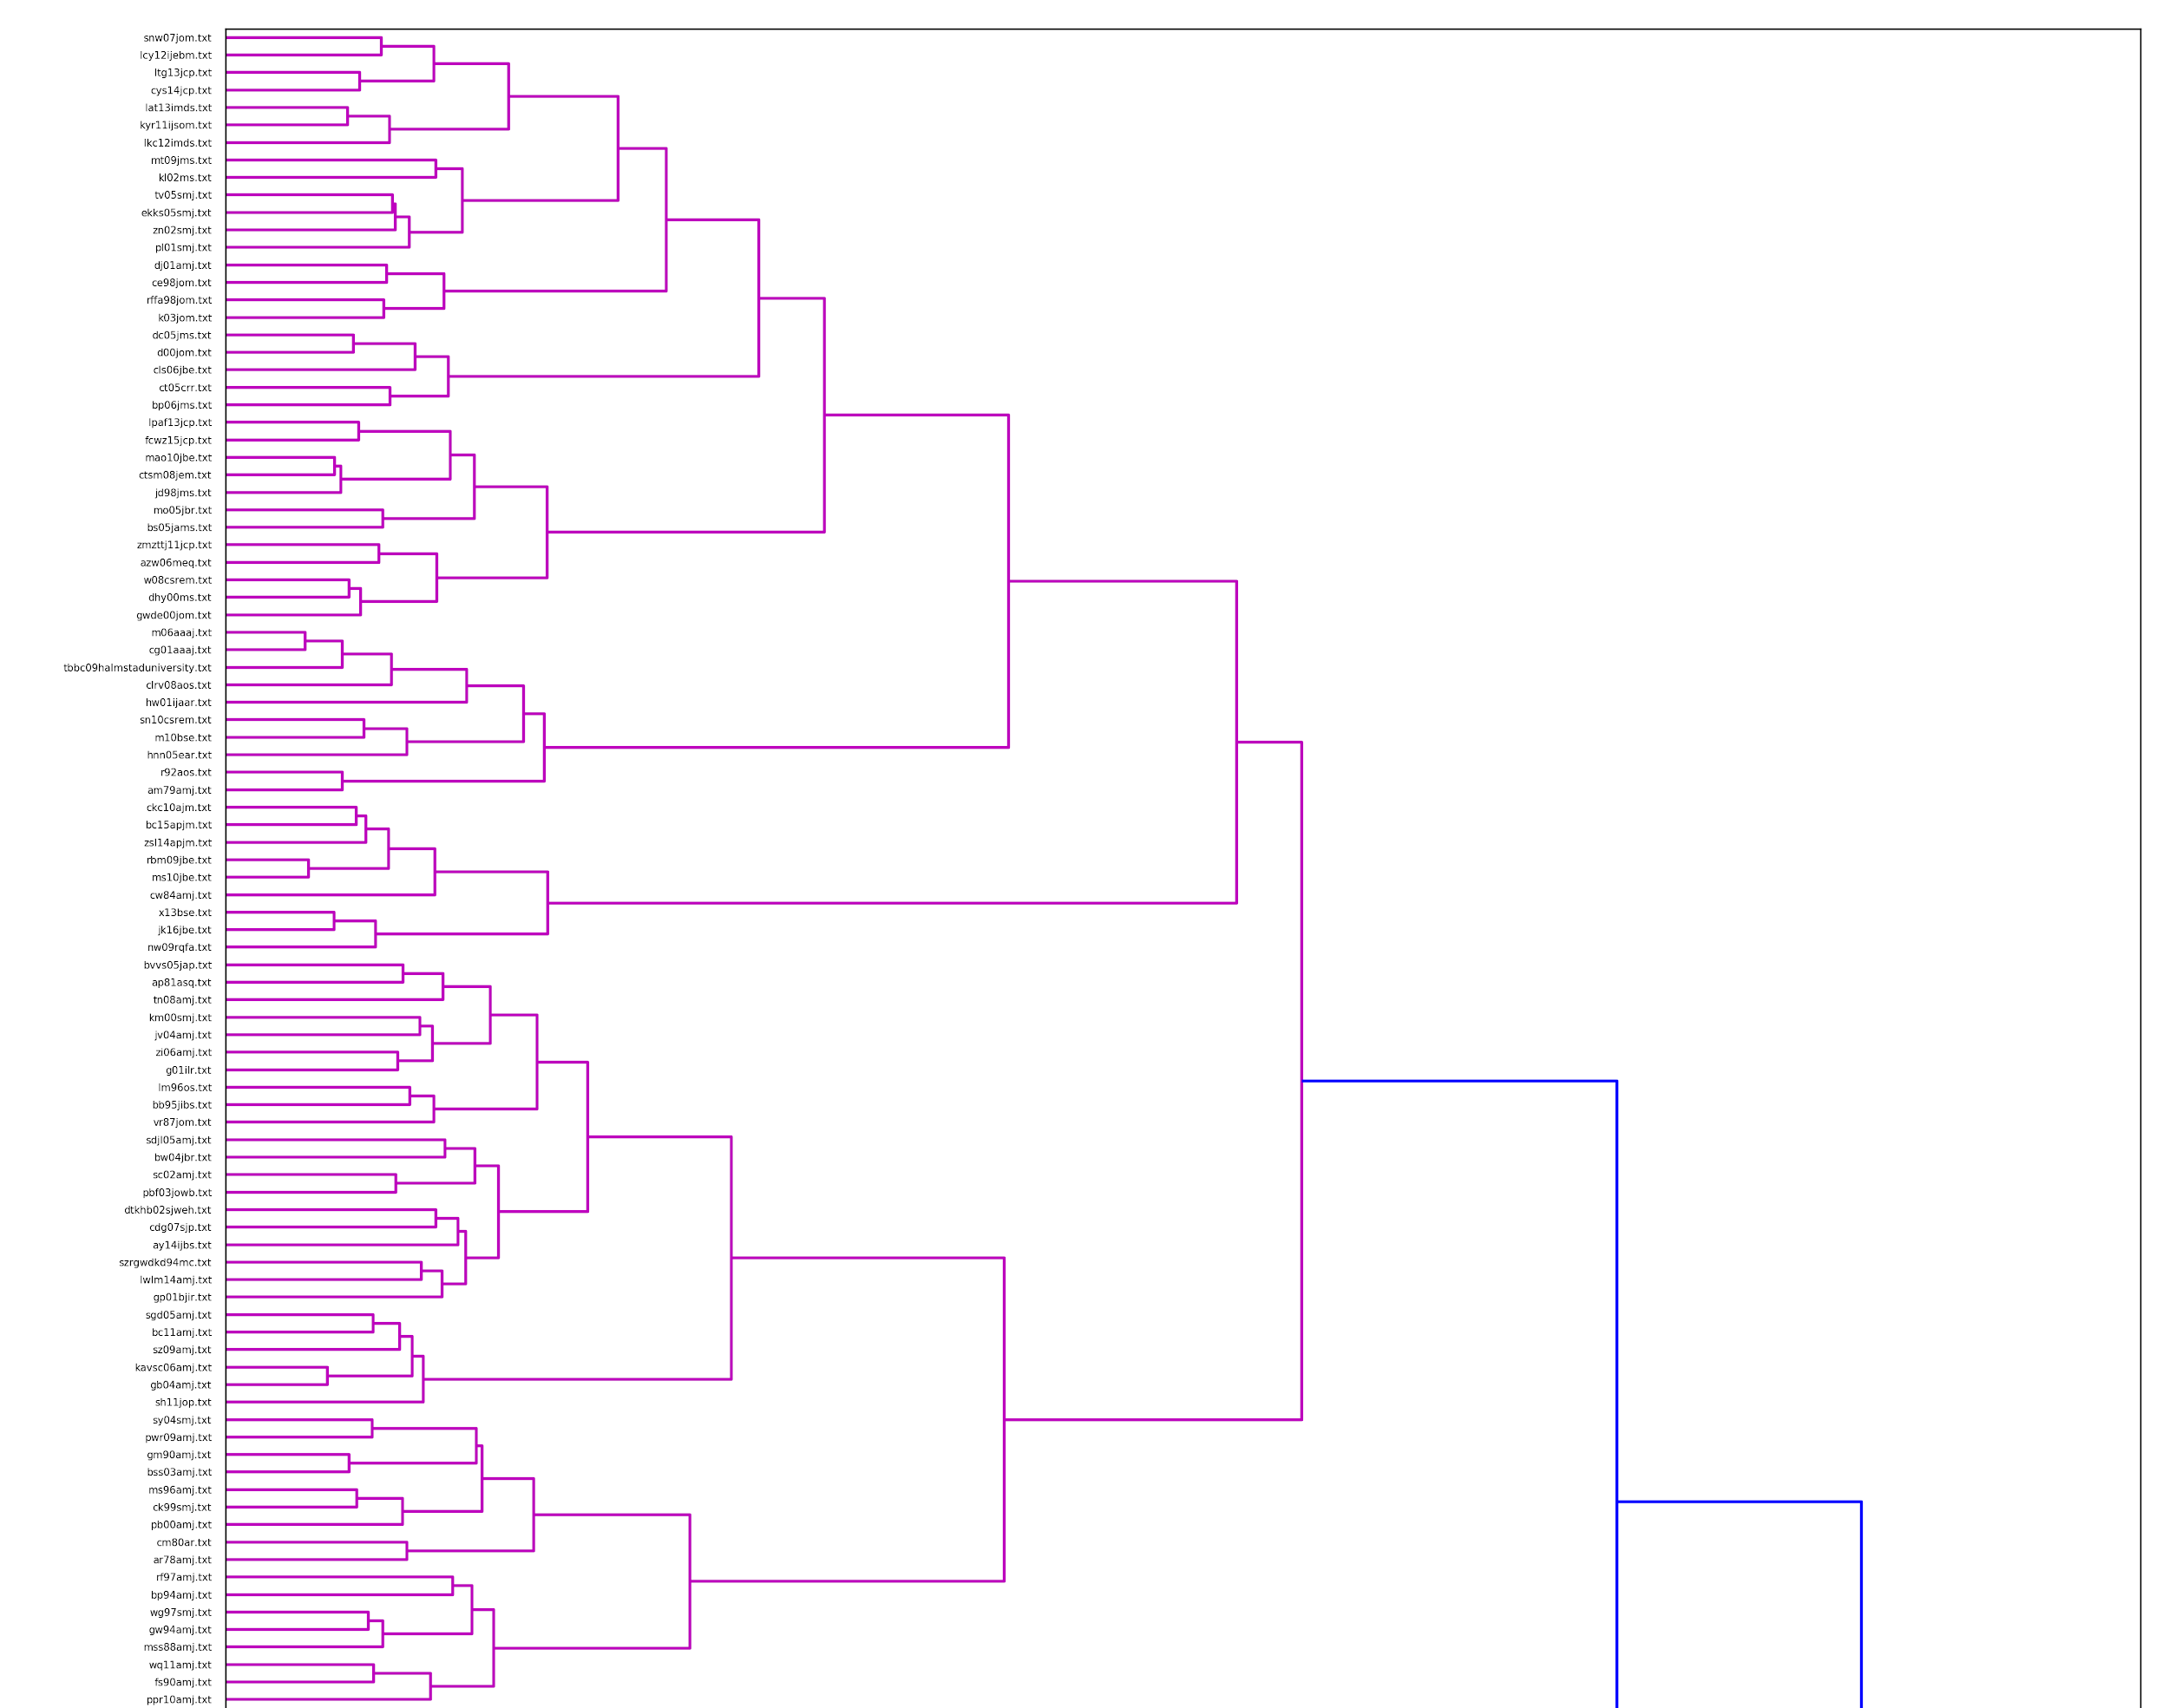 snw07jom.txt
lcy12ijebm.txt
ltg13jcp.txt
cys14jcp.txt
lat13imds.txt
kyr11ijsom.txt
lkc12imds.txt
mt09jms.txt
kl02ms.txt
tv05smj.txt
ekks05smj.txt
zn02smj.txt
pl01smj.txt
dj01amj.txt
ce98jom.txt
rffa98jom.txt
k03jom.txt
dc05jms.txt
d00jom.txt
cls06jbe.txt
ct05crr.txt
bp06jms.txt
lpaf13jcp.txt
fcwz15jcp.txt
mao10jbe.txt
ctsm08jem.txt
jd98jms.txt
mo05jbr.txt
bs05jams.txt
zmzttj11jcp.txt
azw06meq.txt
w08csrem.txt
dhy00ms.txt
gwde00jom.txt
m06aaaj.txt
cg01aaaj.txt
tbbc09halmstaduniversity.txt
clrv08aos.txt
hw01ijaar.txt
sn10csrem.txt
m10bse.txt
hnn05ear.txt
r92aos.txt
am79amj.txt
ckc10ajm.txt
bc15apjm.txt
zsl14apjm.txt
rbm09jbe.txt
ms10jbe.txt
cw84amj.txt
x13bse.txt
jk16jbe.txt
nw09rqfa.txt
bvvs05jap.txt
ap81asq.txt
tn08amj.txt
km00smj.txt
jv04amj.txt
zi06amj.txt
g01ilr.txt
lm96os.txt
bb95jibs.txt
vr87jom.txt
sdjl05amj.txt
bw04jbr.txt
sc02amj.txt
pbf03jowb.txt
dtkhb02sjweh.txt
cdg07sjp.txt
ay14ijbs.txt
szrgwdkd94mc.txt
lwlm14amj.txt
gp01bjir.txt
sgd05amj.txt
bc11amj.txt
sz09amj.txt
kavsc06amj.txt
gb04amj.txt
sh11jop.txt
sy04smj.txt
pwr09amj.txt
gm90amj.txt
bss03amj.txt
ms96amj.txt
ck99smj.txt
pb00amj.txt
cm80ar.txt
ar78amj.txt
rf97amj.txt
bp94amj.txt
wg97smj.txt
gw94amj.txt
mss88amj.txt
wq11amj.txt
fs90amj.txt
ppr10amj.txt